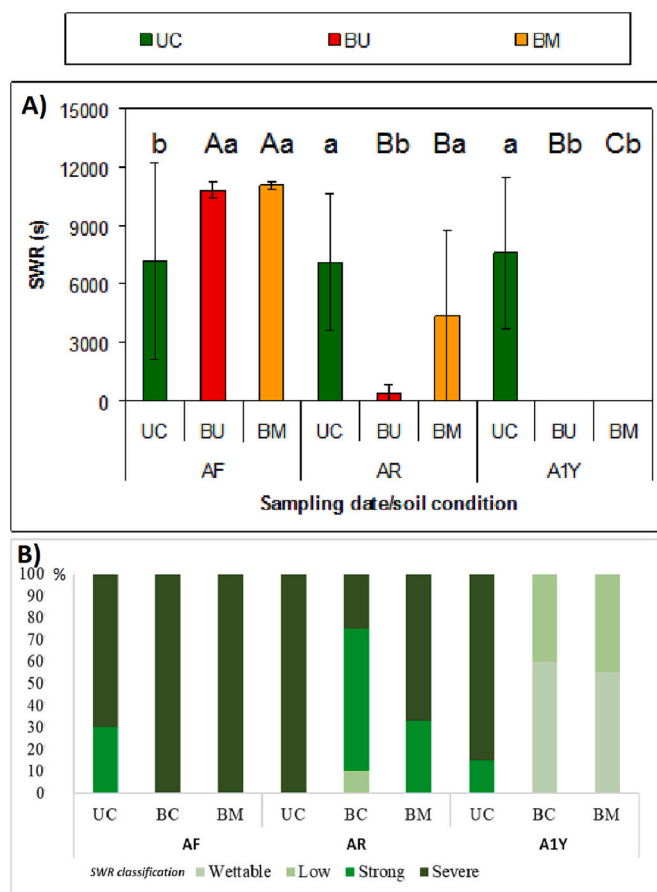 UC BU BM
A)
15000 b Aa Aa a Bb Ba a Bb Cb
12000
9000
6000
3000
0
SWR (s)
UC BU BM UC BU BM UC BU BM
AF AR A1Y
Sampling date/soil condition
B)
100 %
90
80
70
60
50
40
30
20
10
0
UC BC BM UC BC BM UC BC BM
AF AR A1Y
SWR classification Wettable Low Strong Severe